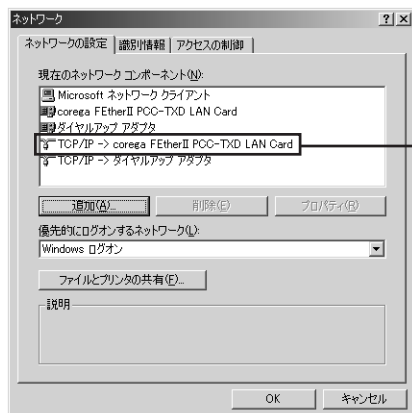 ネットワーク
ネットワークの設定 識別情報 アクセスの制御
現在のネットワーク コンポーネント(N):
Microsoft ネットワーク クライアント
corega FEtherII PCC-TXD LAN Card
ダイヤルアップ アダプタ
TCP/IP -> corega FEtherII PCC-TXD LAN Card
TCP/IP -> ダイヤルアップ アダプタ
追加(A)... 削除(E) プロパティ(R)
優先的にログオンするネットワーク(L):
Windows ログオン
ファイルとプリンタの共有(F)...
説明
OK キャンセル